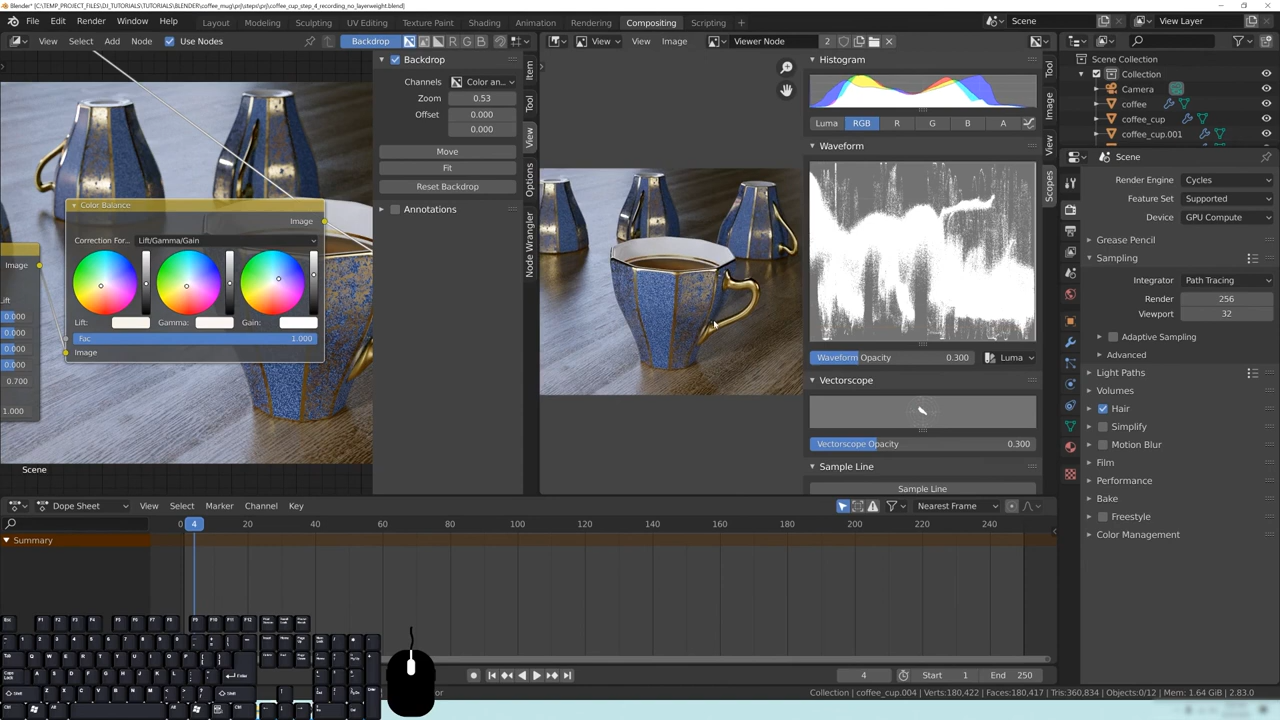 Blender* [C:\TEMP_PROJECT_FILES\DJ_TUTORIALS\TUTORIALS\BLENDER\coffee_mug\prj\steps\prj\coffee_cup_step_4_recording_no_layerweight.blend]
File Edit Render Window Help Layout Modeling Sculpting UV Editing Texture Paint Shading Animation Rendering Compositing Scripting Scene View Layer
View Select Add Node Use Nodes Backdrop R G B View View Image Viewer Node 2
Backdrop
Channels Color an...
Zoom 0.53
Offset 0.000
0.000
Move
Fit
Reset Backdrop
Annotations
Item
Tool
View
Options
Node Wrangler
Color Balance
Image
Correction For... Lift/Gamma/Gain
Lift: Gamma: Gain:
Fac 1.000
Image
Image
Lift
0.000
0.000
0.000
0.000
0.700
1.000
Scene
Histogram
Luma RGB R G B A
Waveform
Waveform Opacity 0.300 Luma
Vectorscope
Vectorscope Opacity 0.300
Sample Line
Sample Line
Tool
Image
View
Scopes
Scene Collection
Collection
Camera
coffee
coffee_cup
coffee_cup.001
Scene
Render Engine Cycles
Feature Set Supported
Device GPU Compute
Grease Pencil
Sampling
Integrator Path Tracing
Render 256
Viewport 32
Adaptive Sampling
Advanced
Light Paths
Volumes
Hair
Simplify
Motion Blur
Film
Performance
Bake
Freestyle
Color Management
Dope Sheet View Select Marker Channel Key Nearest Frame
0 4 20 40 60 80 100 120 140 160 180 200 220 240
Summary
4 Start 1 End 250
Collection | coffee_cup.004 | Verts:180,422 | Faces:180,417 | Tris:360,834 | Objects:0/12 | Mem: 1.64 GiB | 2.83.0